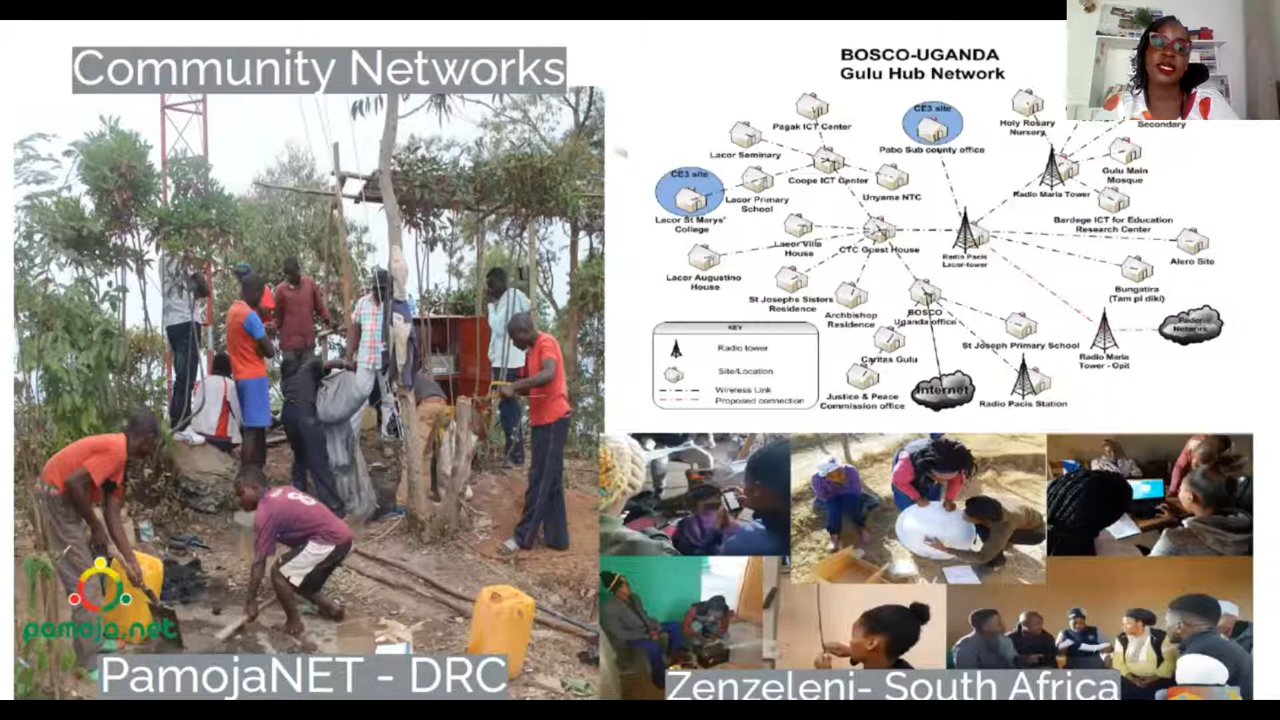 Community Networks
pamoja.net
PamojaNET - DRC
BOSCO-UGANDA
Gulu Hub Network
Pagak ICT Center
CE3 site
Pabo Sub county office
Holy Rosary
Nursery
Secondary
Lacor Seminary
Coope ICT Center
Radio Maria Tower
Gulu Main
Mosque
CE3 site
Lacor St Marys'
College
Lacor Primary
School
Unyama NTC
Bardege ICT for Education
Research Center
Lacor Villa
House
CTC Guest House
Radio Pacis
Lacor-tower
Alero Site
Lacor Augustino
House
St Josephs Sisters
Residence
Archbishop
Residence
BOSCO
Uganda office
Bungatira
(Tam pi diki)
Caritas Gulu
St Joseph Primary School
Radio Maria
Tower - Opit
Network
Justice & Peace
Commission office
Internet
Radio Pacis Station
KEY
Radio tower
Site/Location
Wireless Link
Proposed connection
Zenzeleni- South Africa